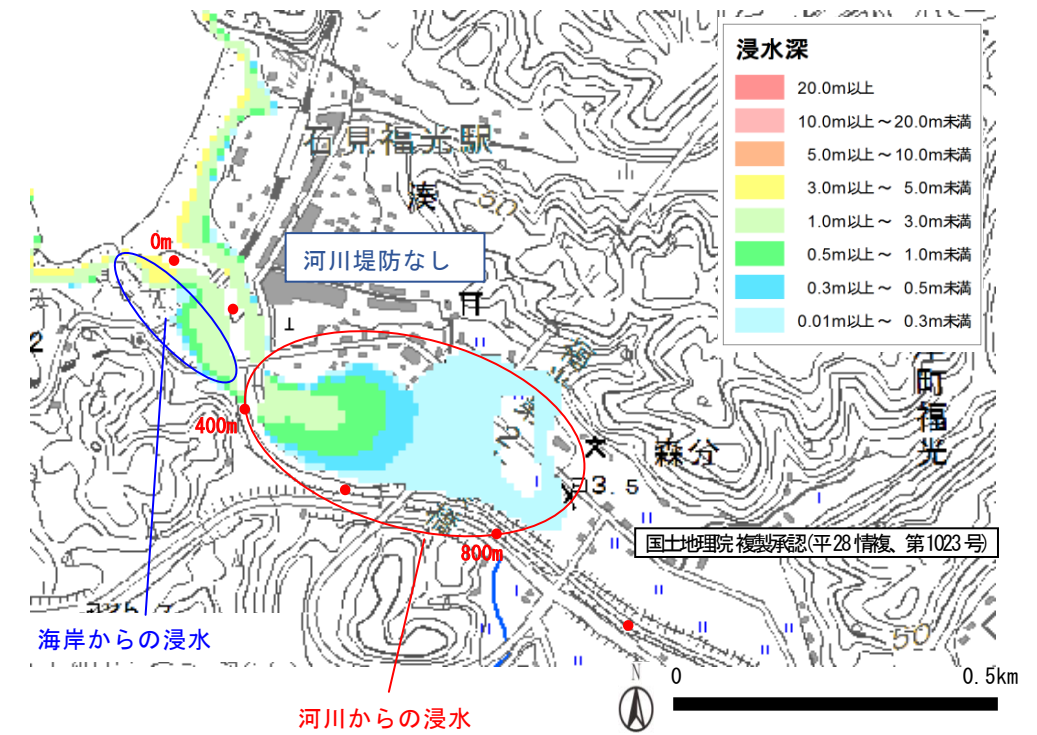 浸水深
20.0m以上
10.0m以上～20.0m未満
5.0m以上～10.0m未満
3.0m以上～ 5.0m未満
1.0m以上～ 3.0m未満
0.5m以上～ 1.0m未満
0.3m以上～ 0.5m未満
0.01m以上～ 0.3m未満
石見福光駅
湊
50
0m
河川堤防なし
2
町福光
400m
森分
3.5
国土地理院 複製承認(平28 情複、第1023 号)
800m
海岸からの浸水
50
N
0
0.5km
河川からの浸水